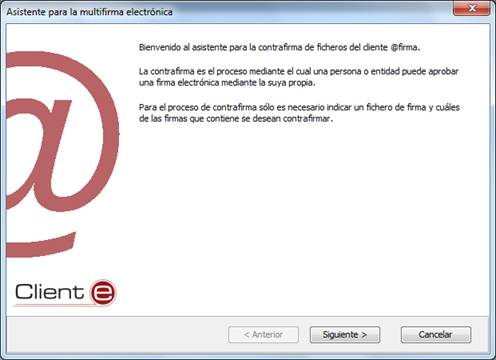 Asistente para la multifirma electrónica
Bienvenido al asistente para la contrafirma de ficheros del cliente @firma.
La contrafirma es el proceso mediante el cual una persona o entidad puede aprobar
una firma electrónica mediante la suya propia.
Para el proceso de contrafirma sólo es necesario indicar un fichero de firma y cuáles
de las firmas que contiene se desean contrafirmar.
@
Client e
< Anterior
Siguiente >
Cancelar